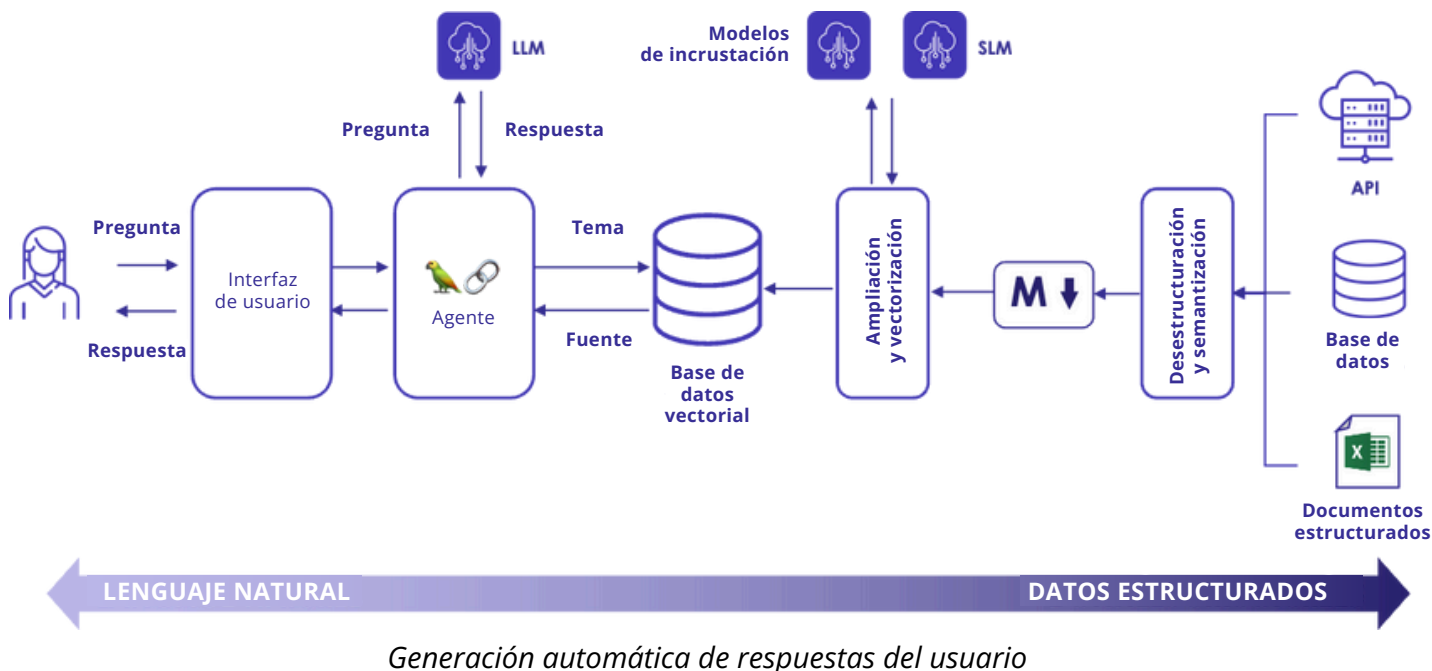 LLM
Modelos
de incrustación
SLM
Pregunta
Respuesta
API
Pregunta
Respuesta
Interfaz
de usuario
Agente
Tema
Fuente
Base de
datos
vectorial
Ampliación
y vectorización
M
Desestructuración
y semantización
Base de
datos
X
Documentos
estructurados
LENGUAJE NATURAL
DATOS ESTRUCTURADOS
Generación automática de respuestas del usuario